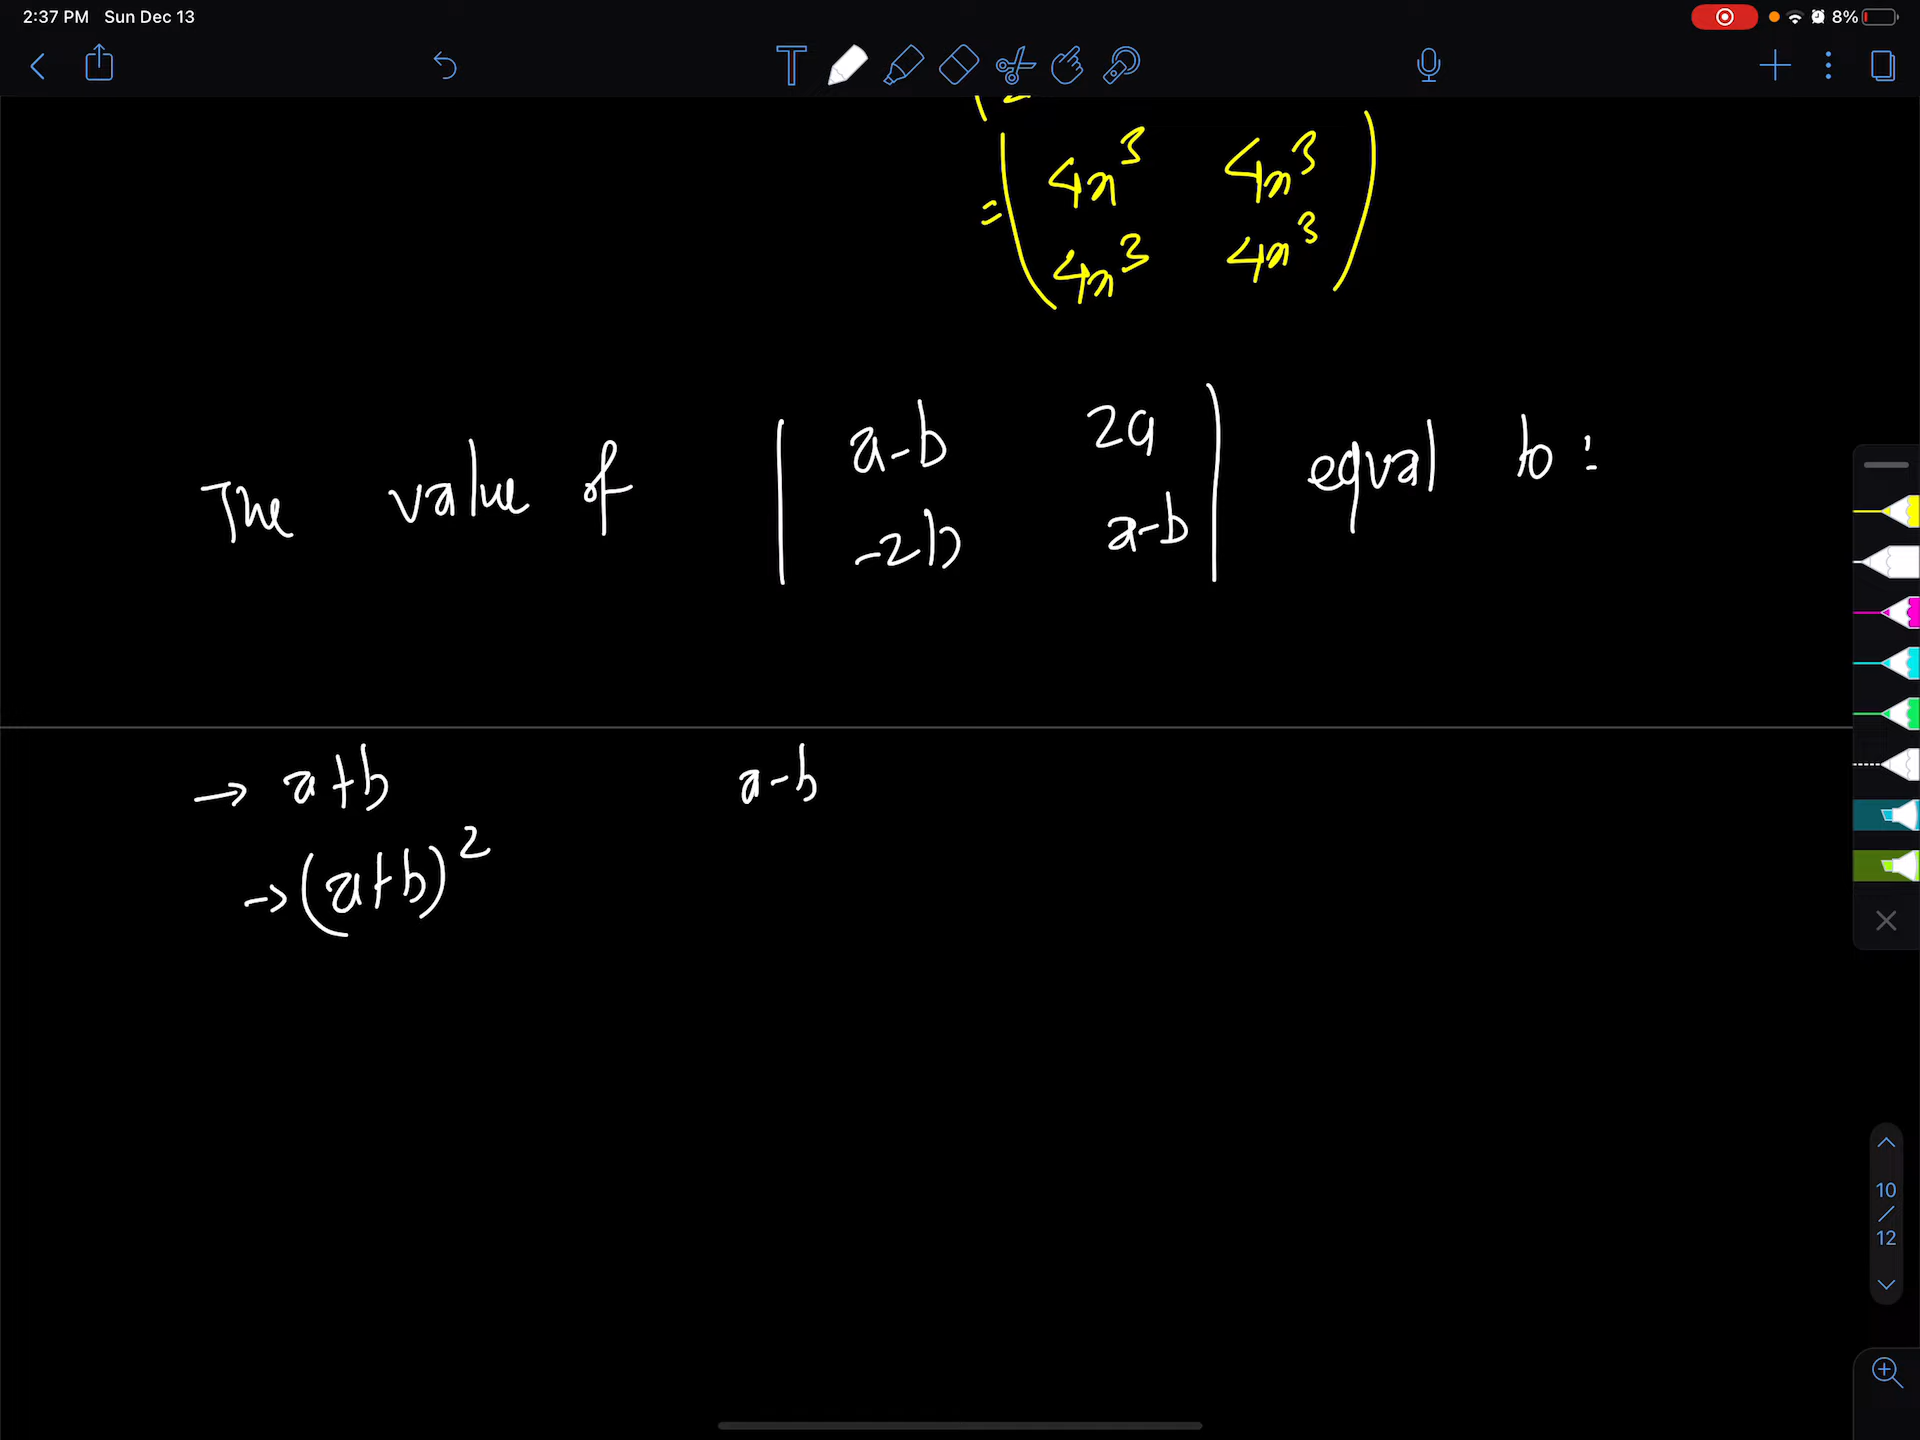 2:37 PM Sun Dec 13 8%
T
= ( 4x³ 4x³
4x³ 4x³ )
The value of | a-b 2a | equal to :
-2b a-b
→ a+b a-b
→ (a+b)²
10
/
12